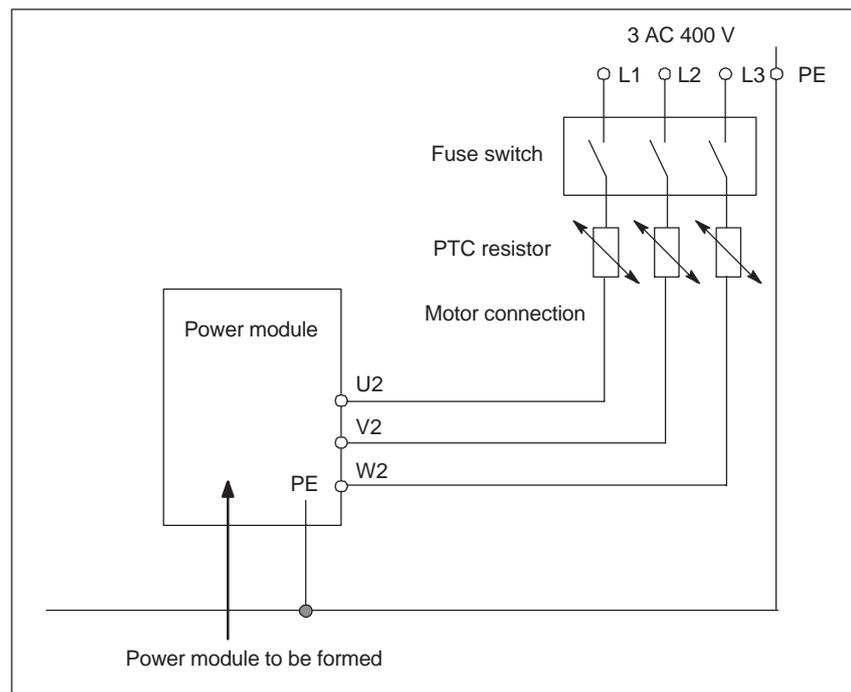 3 AC 400 V
L1 L2 L3 PE
Fuse switch
PTC resistor
Motor connection
Power module
U2
V2
W2
PE
Power module to be formed